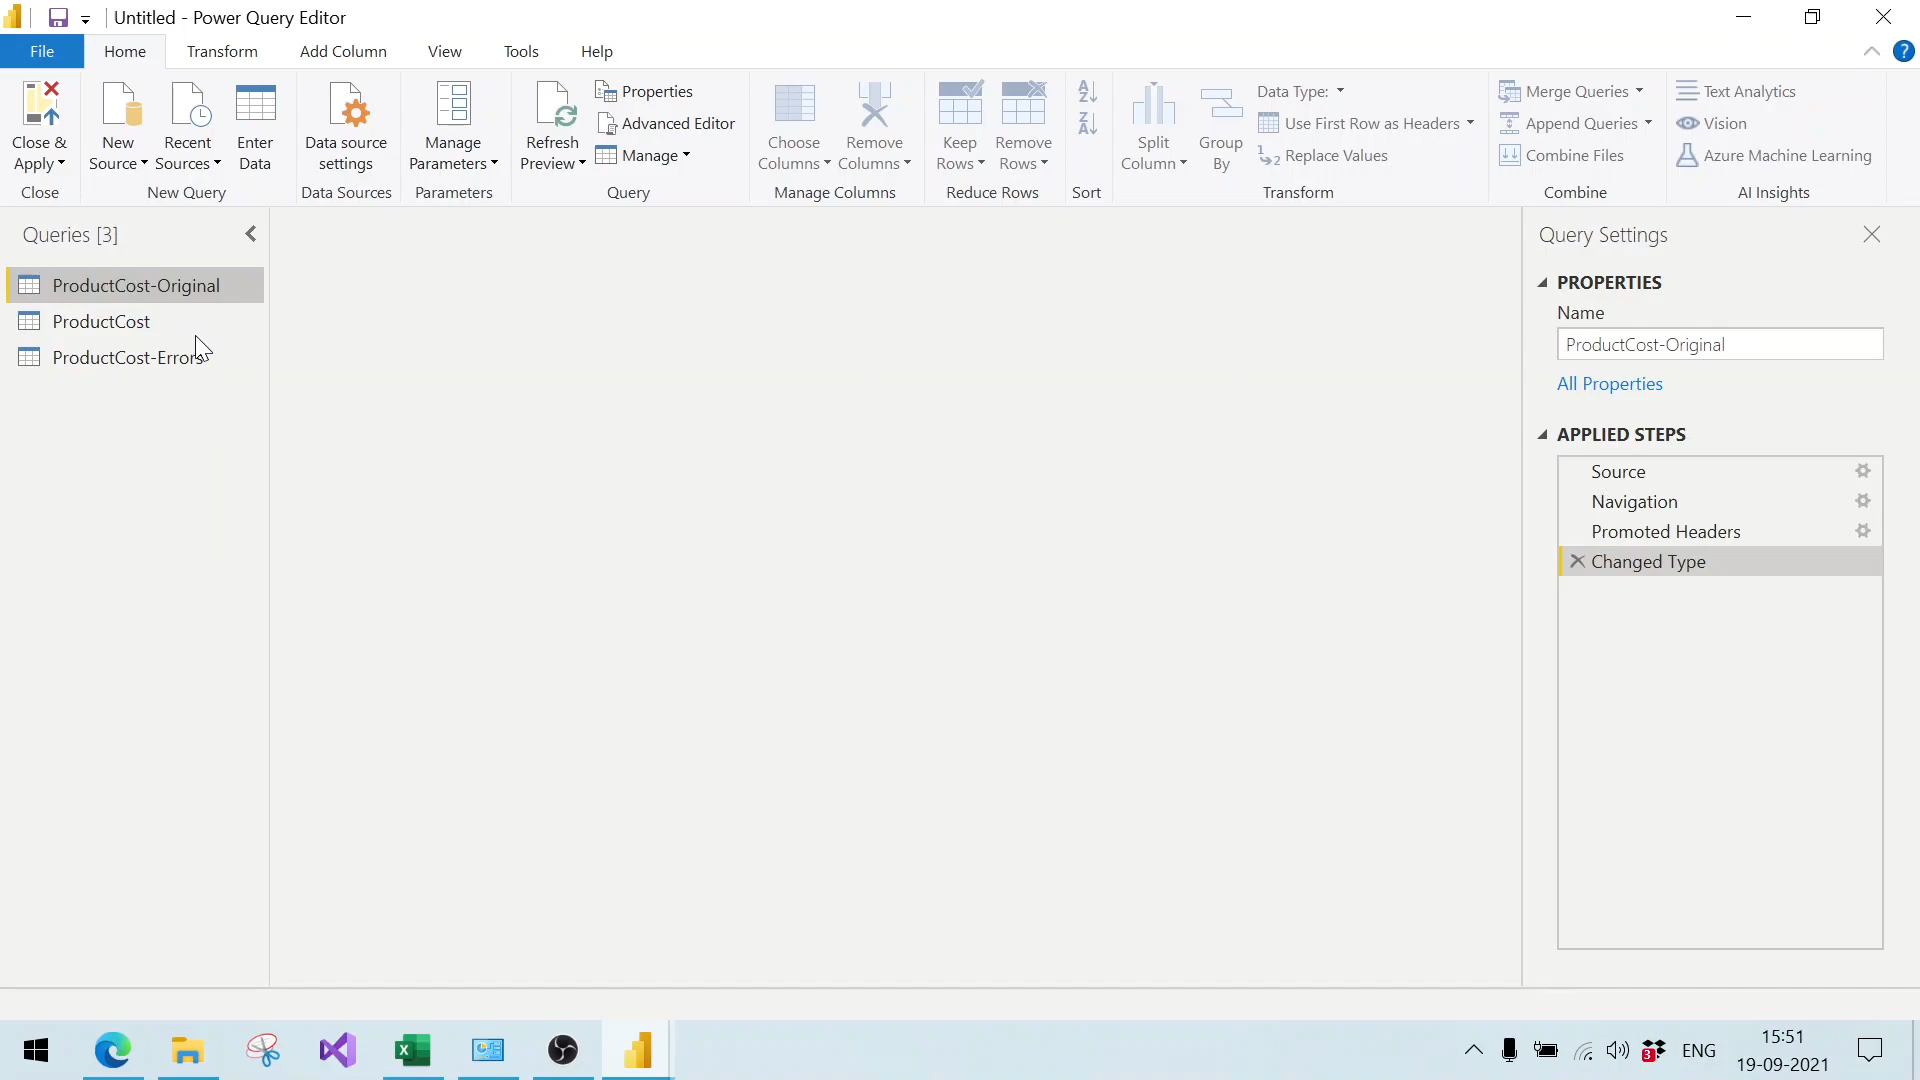 Untitled - Power Query Editor
File Home Transform Add Column View Tools Help
?
Close & Apply
Close
New Source
Recent Sources
Enter Data
New Query
Data source settings
Data Sources
Manage Parameters
Parameters
Refresh Preview
Properties
Advanced Editor
Manage
Query
Choose Columns
Remove Columns
Manage Columns
Keep Rows
Remove Rows
Reduce Rows
A Z
Z A
Sort
Split Column
Group By
Data Type:
Use First Row as Headers
1 2 Replace Values
Transform
Merge Queries
Append Queries
Combine Files
Combine
Text Analytics
Vision
Azure Machine Learning
AI Insights
Queries [3]
ProductCost-Original
ProductCost
ProductCost-Errors
Query Settings
PROPERTIES
Name
ProductCost-Original
All Properties
APPLIED STEPS
Source
Navigation
Promoted Headers
Changed Type
3
ENG
15:51
19-09-2021